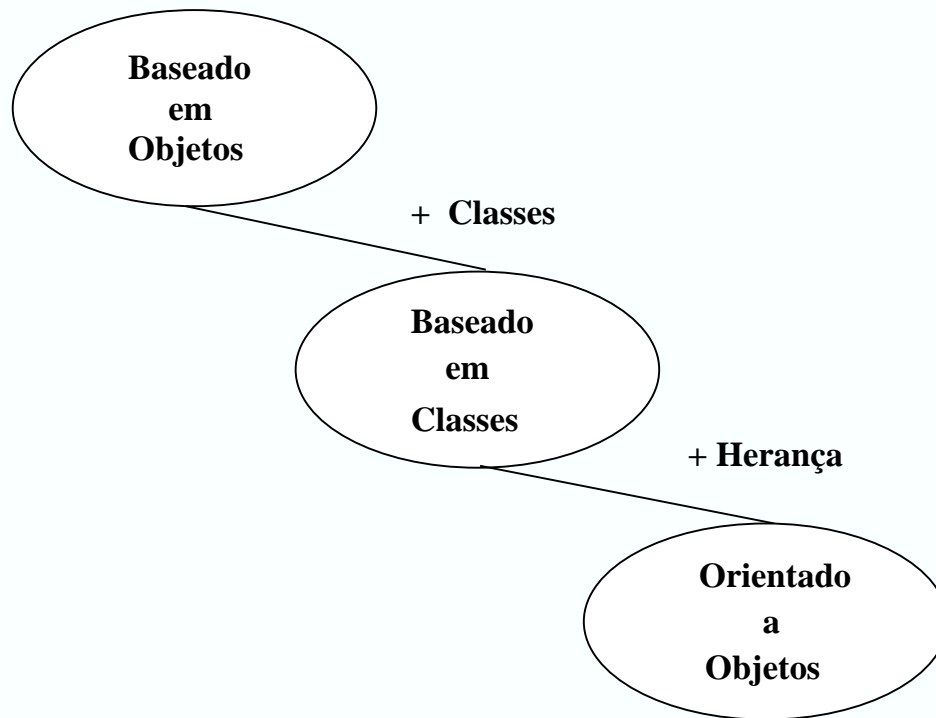 Baseado
em
Objetos
+ Classes
Baseado
em
Classes
+ Herança
Orientado
a
Objetos